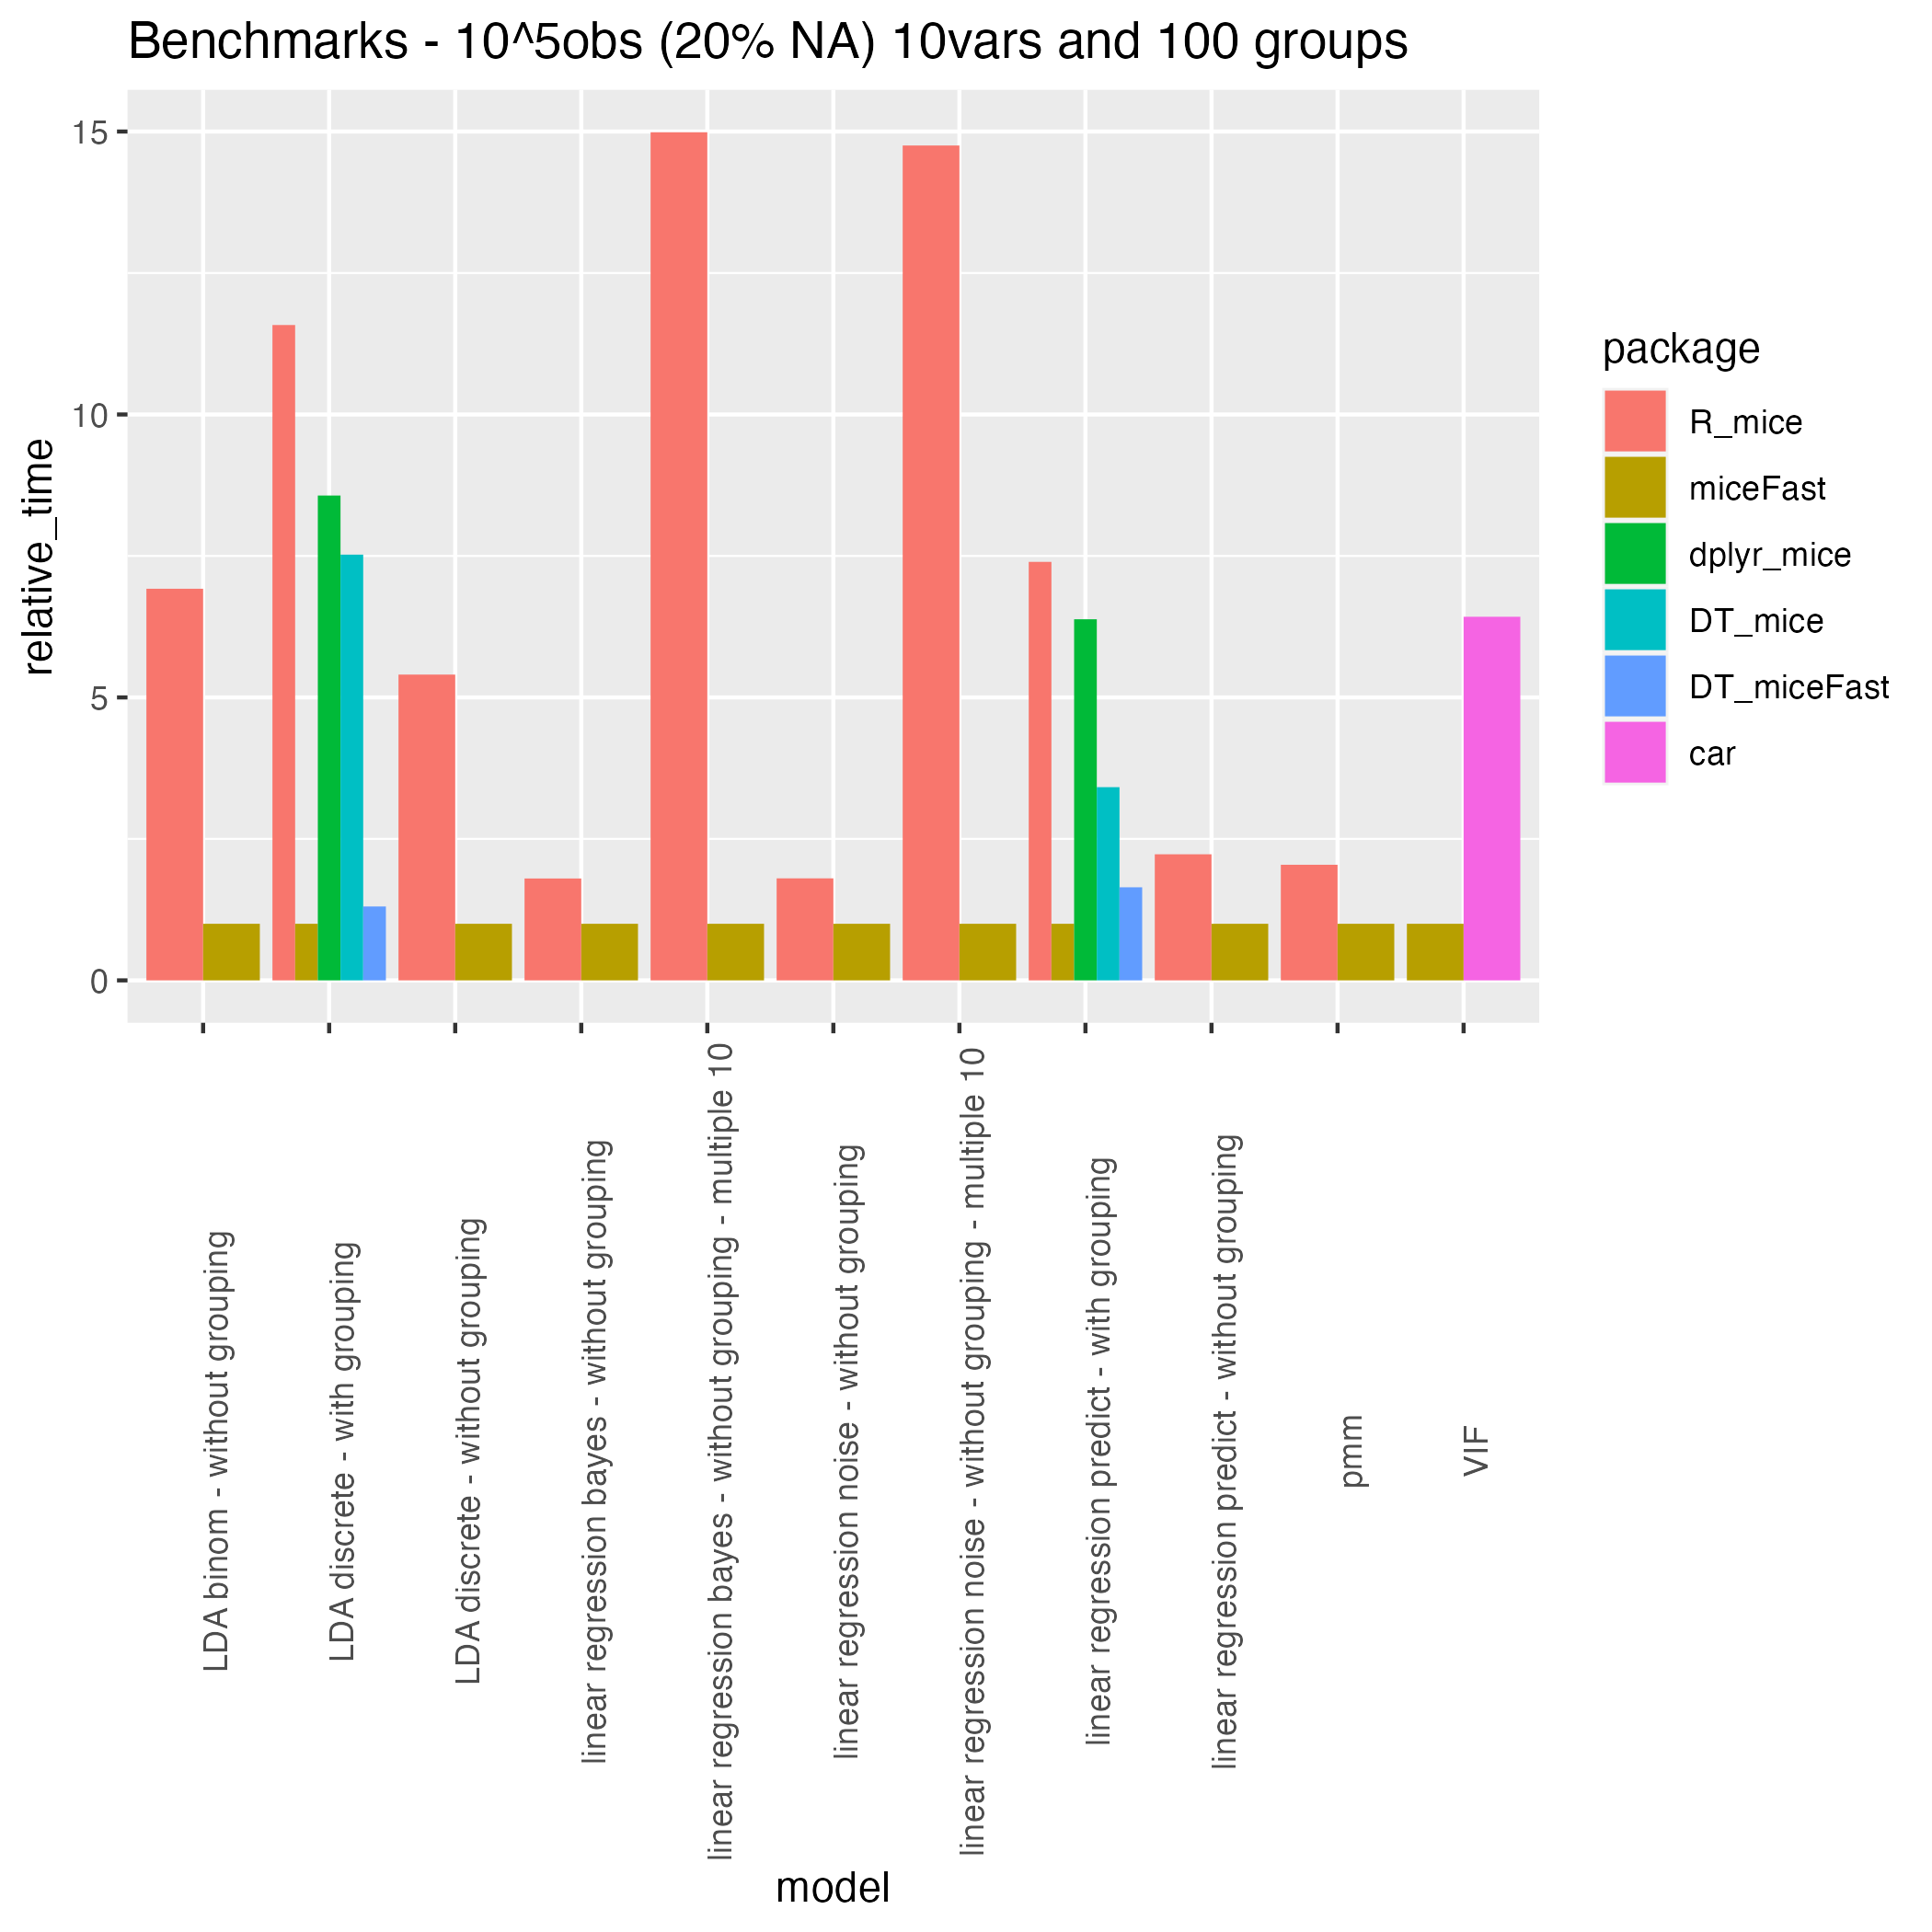 Benchmarks - 10^5obs (20% NA) 10vars and 100 groups
relative_time
15
10
5
0
LDA binom - without grouping
LDA discrete - with grouping
LDA discrete - without grouping
linear regression bayes - without grouping
linear regression bayes - without grouping - multiple 10
linear regression noise - without grouping
linear regression noise - without grouping - multiple 10
linear regression predict - with grouping
linear regression predict - without grouping
pmm
VIF
model
package
R_mice
miceFast
dplyr_mice
DT_mice
DT_miceFast
car